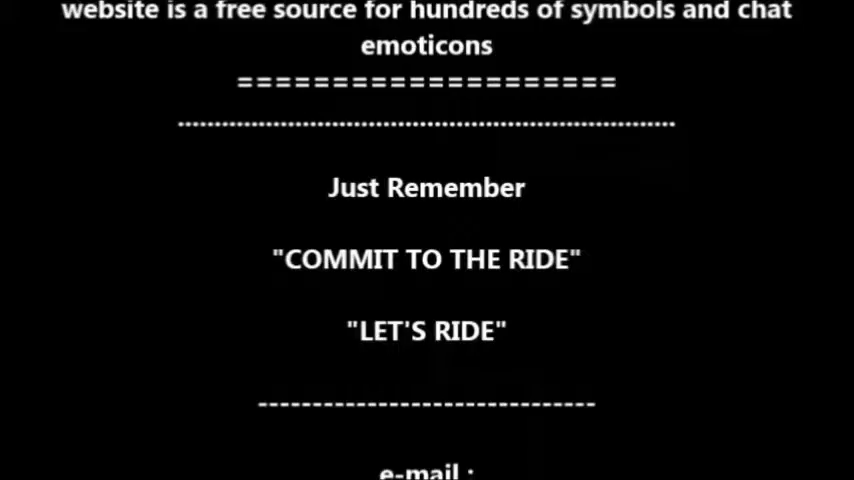 website is a free source for hundreds of symbols and chat
emoticons
=====================
.....................................................................
Just Remember
"COMMIT TO THE RIDE"
"LET'S RIDE"
-------------------------------
e-mail :